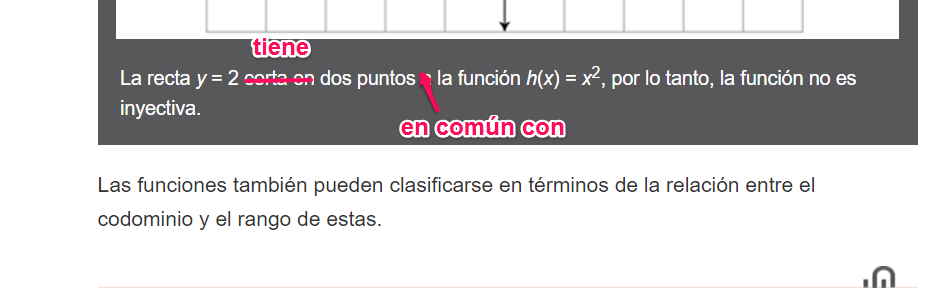 tiene
La recta y = 2 corta en dos puntos a la función h(x) = x², por lo tanto, la función no es
inyectiva.
en común con
Las funciones también pueden clasificarse en términos de la relación entre el
codominio y el rango de estas.